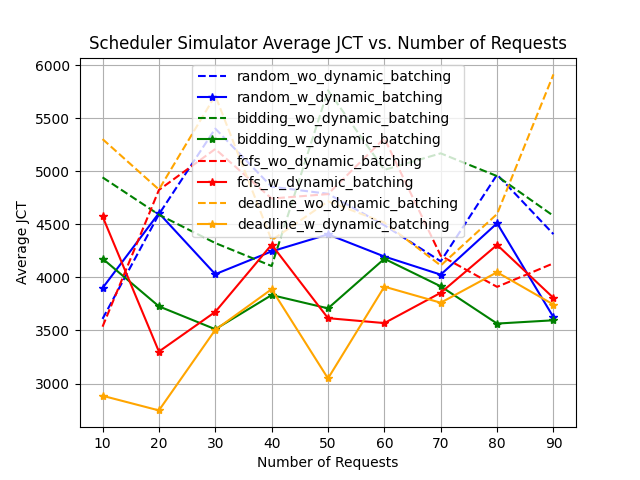 Scheduler Simulator Average JCT vs. Number of Requests
6000
5500
5000
4500
4000
3500
3000
Average JCT
random_wo_dynamic_batching
random_w_dynamic_batching
bidding_wo_dynamic_batching
bidding_w_dynamic_batching
fcfs_wo_dynamic_batching
fcfs_w_dynamic_batching
deadline_wo_dynamic_batching
deadline_w_dynamic_batching
10 20 30 40 50 60 70 80 90
Number of Requests